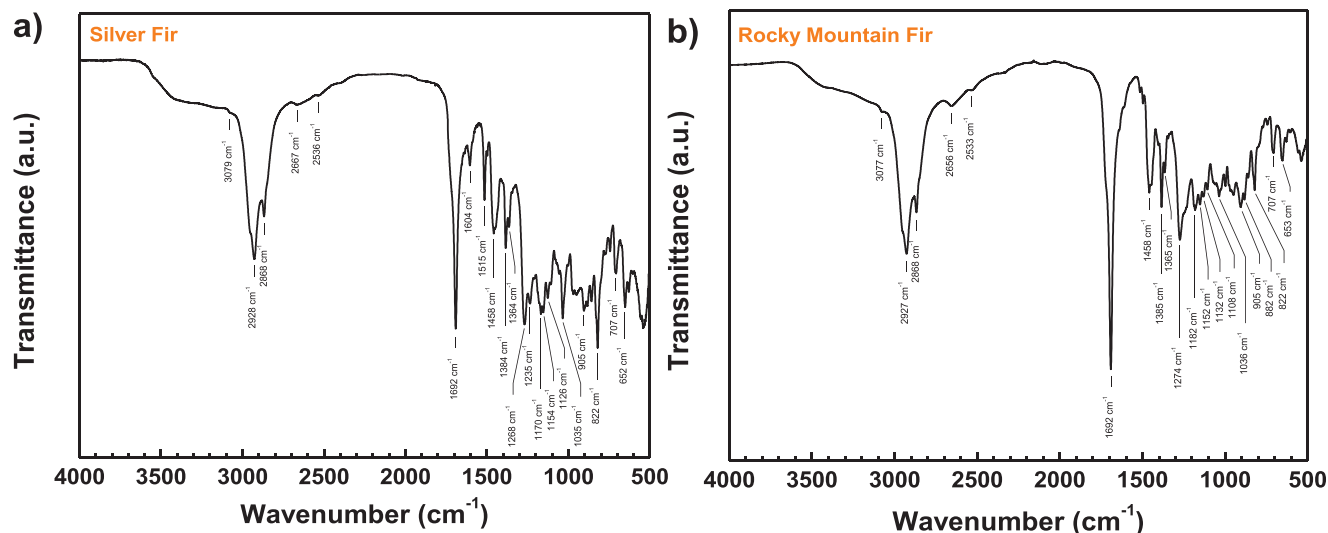 a)
Silver Fir
Transmittance (a.u.)
3079 cm⁻¹
2928 cm⁻¹
2868 cm⁻¹
2667 cm⁻¹
2536 cm⁻¹
1692 cm⁻¹
1604 cm⁻¹
1515 cm⁻¹
1458 cm⁻¹
1384 cm⁻¹
1364 cm⁻¹
1268 cm⁻¹
1235 cm⁻¹
1170 cm⁻¹
1154 cm⁻¹
1126 cm⁻¹
1035 cm⁻¹
905 cm⁻¹
822 cm⁻¹
707 cm⁻¹
652 cm⁻¹
4000 3500 3000 2500 2000 1500 1000 500
Wavenumber (cm⁻¹)
b)
Rocky Mountain Fir
Transmittance (a.u.)
3077 cm⁻¹
2927 cm⁻¹
2868 cm⁻¹
2656 cm⁻¹
2533 cm⁻¹
1692 cm⁻¹
1458 cm⁻¹
1385 cm⁻¹
1365 cm⁻¹
1274 cm⁻¹
1182 cm⁻¹
1152 cm⁻¹
1132 cm⁻¹
1108 cm⁻¹
1036 cm⁻¹
905 cm⁻¹
882 cm⁻¹
822 cm⁻¹
707 cm⁻¹
653 cm⁻¹
4000 3500 3000 2500 2000 1500 1000 500
Wavenumber (cm⁻¹)